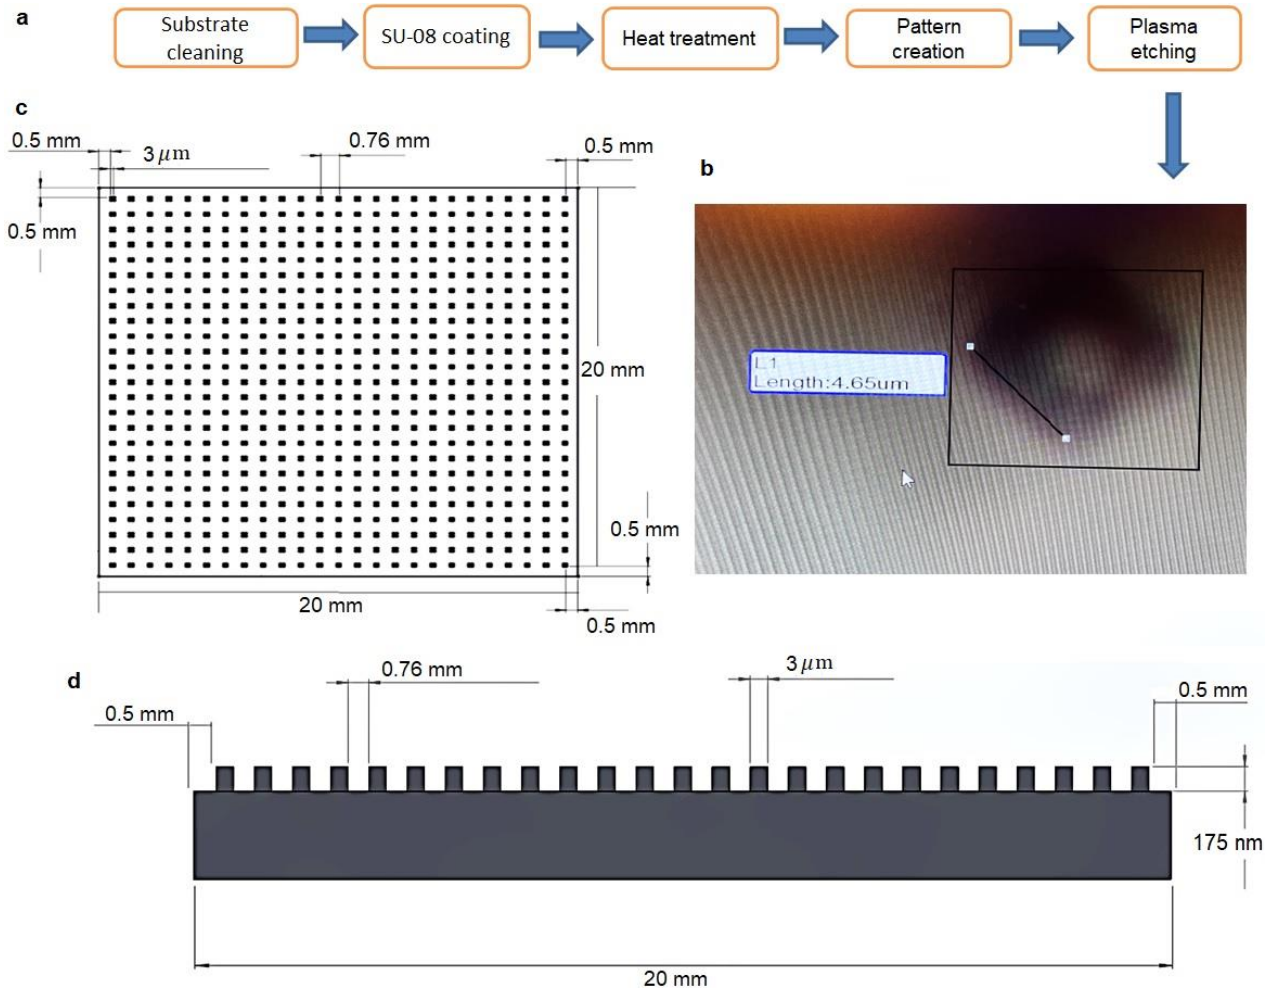 a
Substrate
cleaning
SU-08 coating
Heat treatment
Pattern
creation
Plasma
etching
c
0.5 mm
3 μm
0.76 mm
0.5 mm
0.5 mm
20 mm
0.5 mm
20 mm
0.5 mm
b
L1
Length:4.65um
d
0.5 mm
0.76 mm
3 μm
0.5 mm
175 nm
20 mm